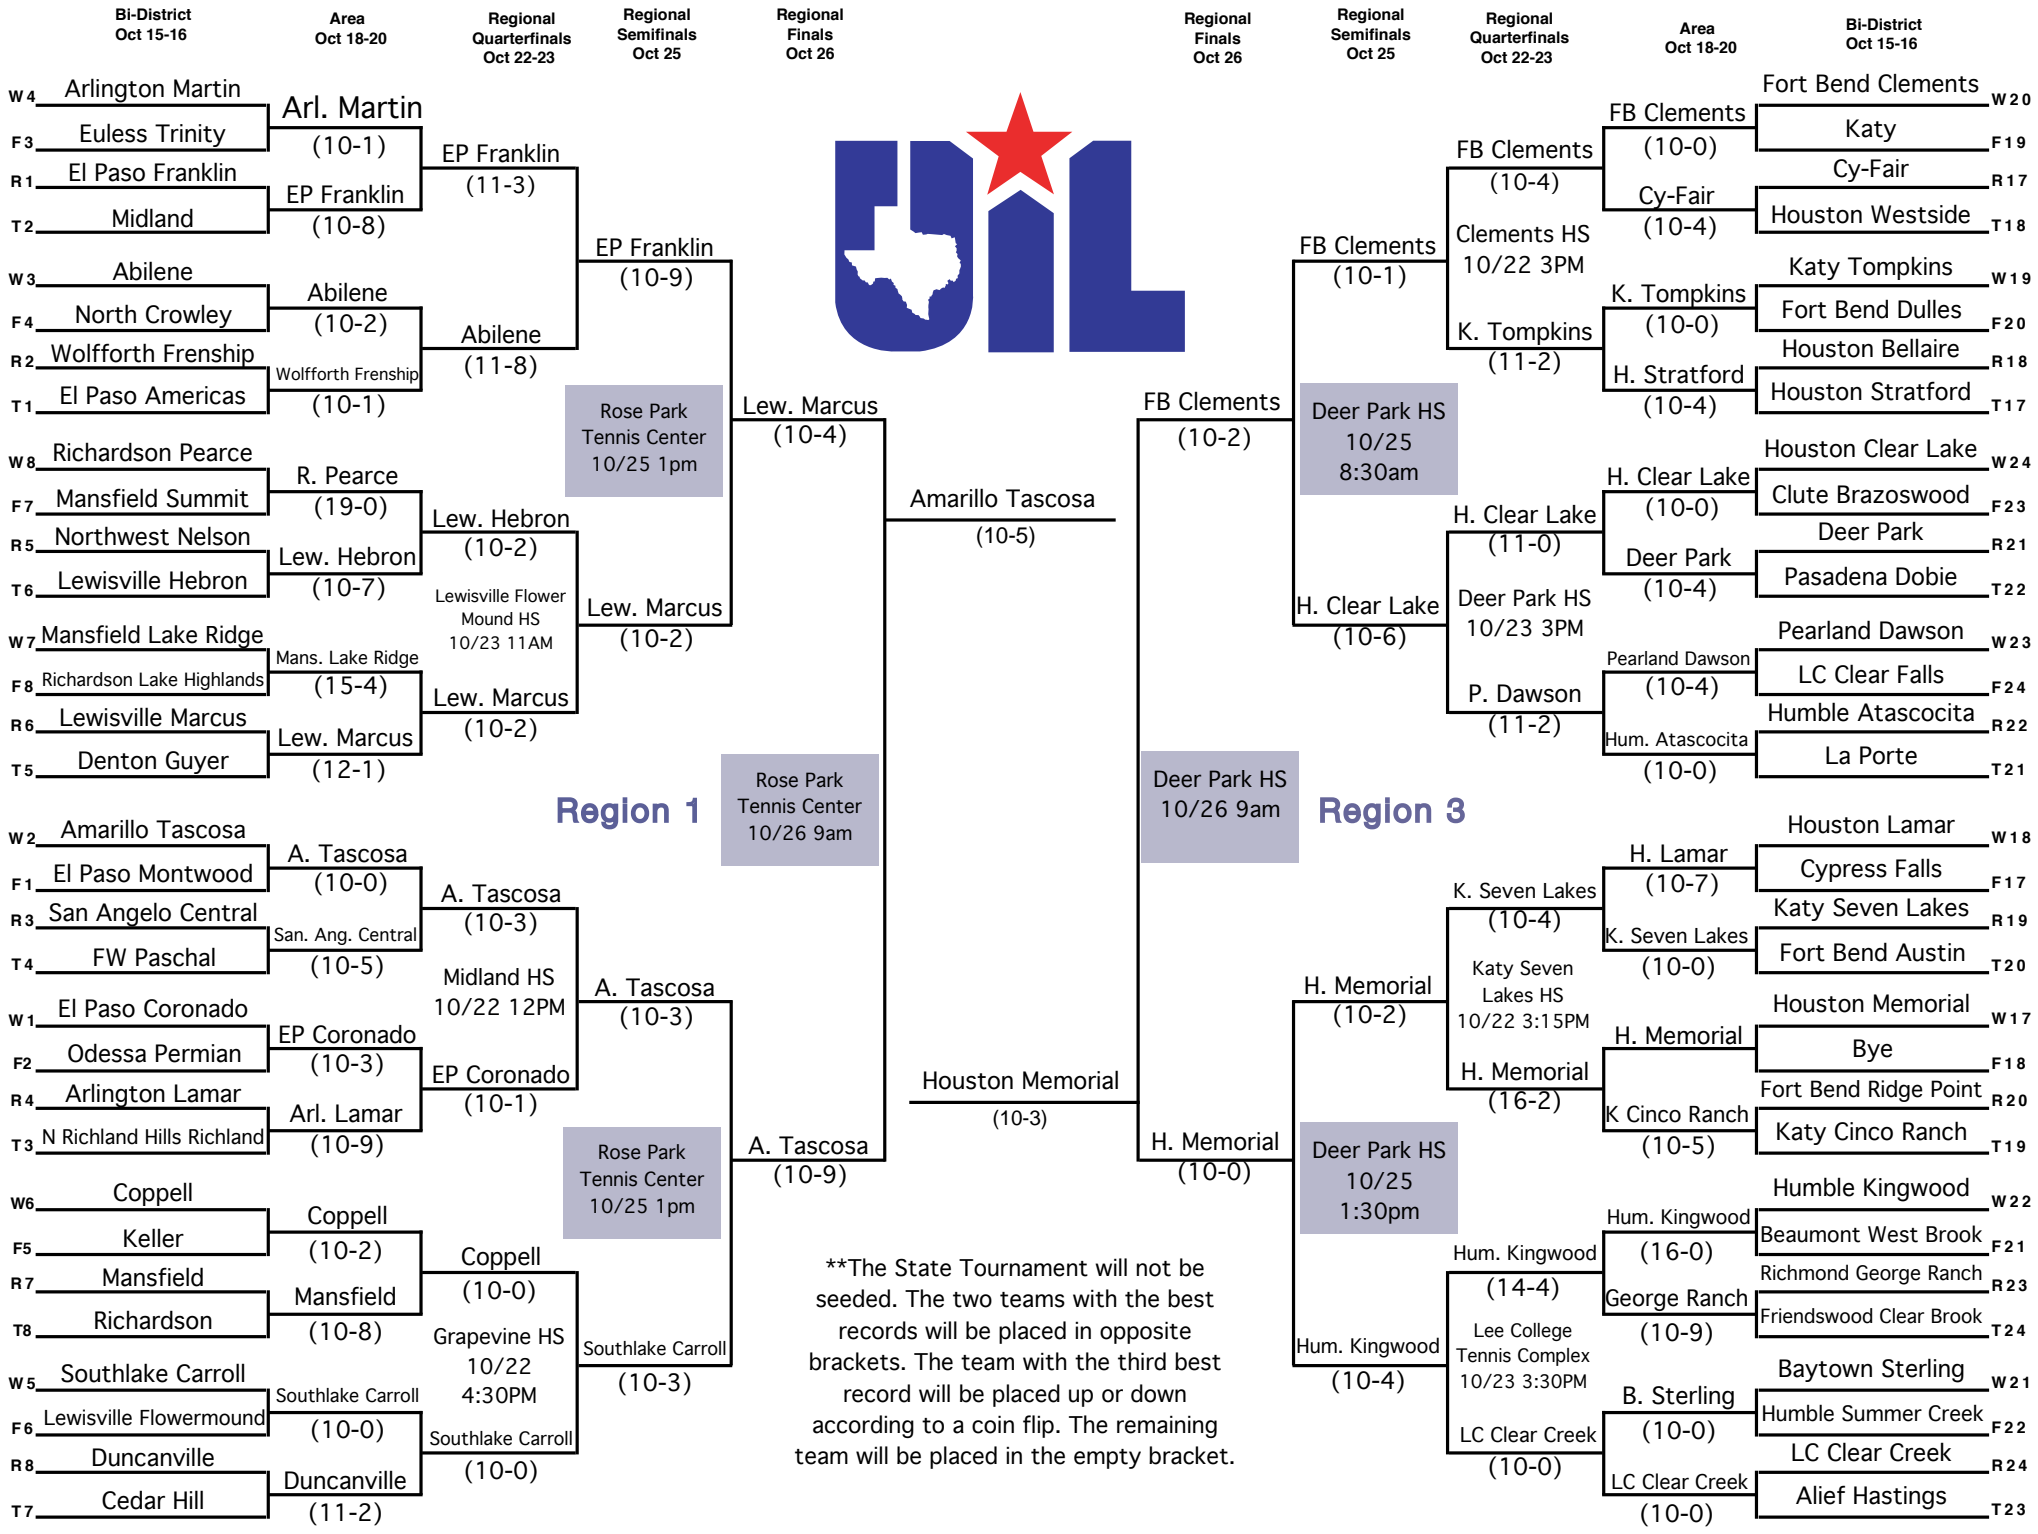 Bi-District
Oct 15-16
Area
Oct 18-20
Regional
Quarterfinals
Oct 22-23
Regional
Semifinals
Oct 25
Regional
Finals
Oct 26
Regional
Finals
Oct 26
Regional
Semifinals
Oct 25
Regional
Quarterfinals
Oct 22-23
Area
Oct 18-20
Bi-District
Oct 15-16
W4 Arlington Martin
F3 Euless Trinity
R1 El Paso Franklin
T2 Midland
W3 Abilene
F4 North Crowley
R2 Wolfforth Frenship
T1 El Paso Americas
W8 Richardson Pearce
F7 Mansfield Summit
R5 Northwest Nelson
T6 Lewisville Hebron
W7 Mansfield Lake Ridge
F8 Richardson Lake Highlands
R6 Lewisville Marcus
T5 Denton Guyer
W2 Amarillo Tascosa
F1 El Paso Montwood
R3 San Angelo Central
T4 FW Paschal
W1 El Paso Coronado
F2 Odessa Permian
R4 Arlington Lamar
T3 N Richland Hills Richland
W6 Coppell
F5 Keller
R7 Mansfield
T8 Richardson
W5 Southlake Carroll
F6 Lewisville Flowermound
R8 Duncanville
T7 Cedar Hill
Arl. Martin
(10-1)
EP Franklin
(10-8)
Abilene
(10-2)
Wolfforth Frenship
(10-1)
R. Pearce
(19-0)
Lew. Hebron
(10-7)
Mans. Lake Ridge
(15-4)
Lew. Marcus
(12-1)
A. Tascosa
(10-0)
San. Ang. Central
(10-5)
EP Coronado
(10-3)
Arl. Lamar
(10-9)
Coppell
(10-2)
Mansfield
(10-8)
Southlake Carroll
(10-0)
Duncanville
(11-2)
EP Franklin
(11-3)
Abilene
(11-8)
Lew. Hebron
(10-2)
Lewisville Flower
Mound HS
10/23 11AM
Lew. Marcus
(10-2)
A. Tascosa
(10-3)
Midland HS
10/22 12PM
EP Coronado
(10-1)
Coppell
(10-0)
Grapevine HS
10/22
4:30PM
Southlake Carroll
(10-0)
EP Franklin
(10-9)
Rose Park
Tennis Center
10/25 1pm
Lew. Marcus
(10-2)
Region 1
A. Tascosa
(10-3)
Rose Park
Tennis Center
10/25 1pm
Southlake Carroll
(10-3)
Lew. Marcus
(10-4)
Rose Park
Tennis Center
10/26 9am
A. Tascosa
(10-9)
UIL
Amarillo Tascosa
(10-5)
Houston Memorial
(10-3)
**The State Tournament will not be
seeded. The two teams with the best
records will be placed in opposite
brackets. The team with the third best
record will be placed up or down
according to a coin flip. The remaining
team will be placed in the empty bracket.
FB Clements
(10-2)
Deer Park HS
10/26 9am
H. Memorial
(10-0)
FB Clements
(10-1)
Deer Park HS
10/25
8:30am
H. Clear Lake
(10-6)
Region 3
H. Memorial
(10-2)
Deer Park HS
10/25
1:30pm
Hum. Kingwood
(10-4)
FB Clements
(10-4)
Clements HS
10/22 3PM
K. Tompkins
(11-2)
H. Clear Lake
(11-0)
Deer Park HS
10/23 3PM
P. Dawson
(11-2)
K. Seven Lakes
(10-4)
Katy Seven
Lakes HS
10/22 3:15PM
H. Memorial
(16-2)
Hum. Kingwood
(14-4)
Lee College
Tennis Complex
10/23 3:30PM
LC Clear Creek
(10-0)
FB Clements
(10-0)
Cy-Fair
(10-4)
K. Tompkins
(10-0)
H. Stratford
(10-4)
H. Clear Lake
(10-0)
Deer Park
(10-4)
Pearland Dawson
(10-4)
Hum. Atascocita
(10-0)
H. Lamar
(10-7)
K. Seven Lakes
(10-0)
H. Memorial
K Cinco Ranch
(10-5)
Hum. Kingwood
(16-0)
George Ranch
(10-9)
B. Sterling
(10-0)
LC Clear Creek
(10-0)
Fort Bend Clements W20
Katy F19
Cy-Fair R17
Houston Westside T18
Katy Tompkins W19
Fort Bend Dulles F20
Houston Bellaire R18
Houston Stratford T17
Houston Clear Lake W24
Clute Brazoswood F23
Deer Park R21
Pasadena Dobie T22
Pearland Dawson W23
LC Clear Falls F24
Humble Atascocita R22
La Porte T21
Houston Lamar W18
Cypress Falls F17
Katy Seven Lakes R19
Fort Bend Austin T20
Houston Memorial W17
Bye F18
Fort Bend Ridge Point R20
Katy Cinco Ranch T19
Humble Kingwood W22
Beaumont West Brook F21
Richmond George Ranch R23
Friendswood Clear Brook T24
Baytown Sterling W21
Humble Summer Creek F22
LC Clear Creek R24
Alief Hastings T23